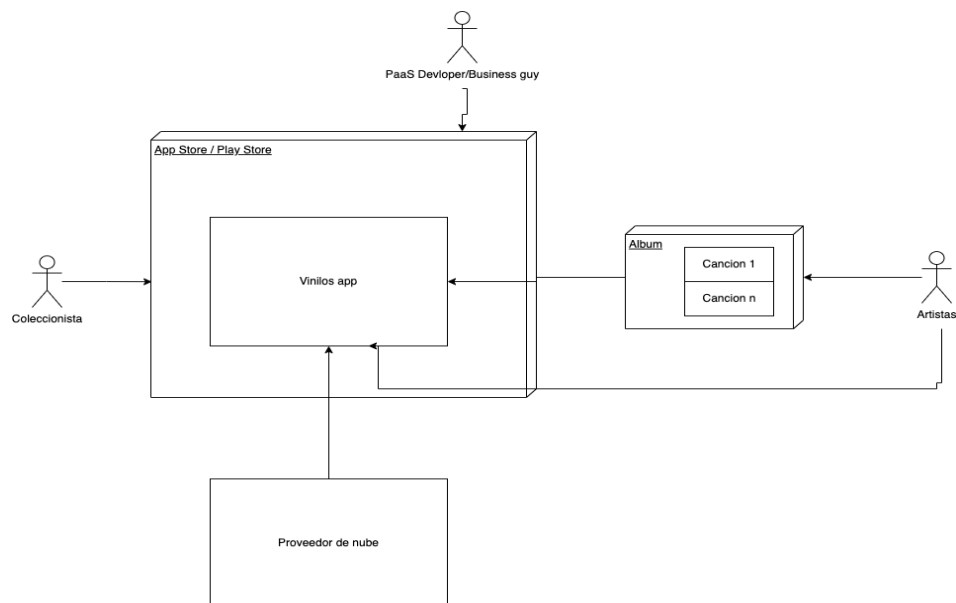 PaaS Devloper/Business guy
App Store / Play Store
Album
Cancion 1
Vinilos app
Cancion n
Coleccionista
Artistas
Proveedor de nube